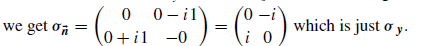 we get σ_n⃗ = ( 0 0 − i1 ; 0 + i1 −0 ) = ( 0 −i ; i 0 ) which is just σ_y.